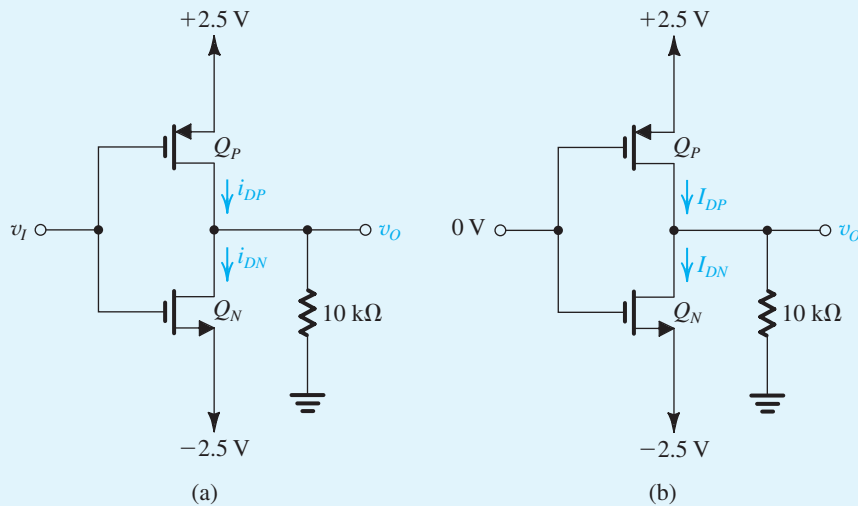 +2.5 V
Q_P
i_DP
v_I
v_O
i_DN
Q_N
10 kΩ
−2.5 V
(a)
+2.5 V
Q_P
I_DP
0 V
v_O
I_DN
Q_N
10 kΩ
−2.5 V
(b)